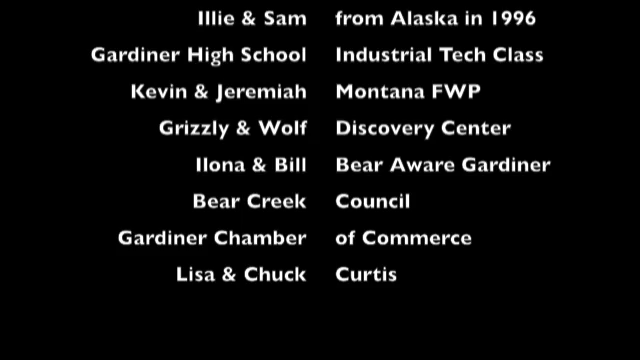 Illie & Sam from Alaska in 1996
Gardiner High School Industrial Tech Class
Kevin & Jeremiah Montana FWP
Grizzly & Wolf Discovery Center
Ilona & Bill Bear Aware Gardiner
Bear Creek Council
Gardiner Chamber of Commerce
Lisa & Chuck Curtis